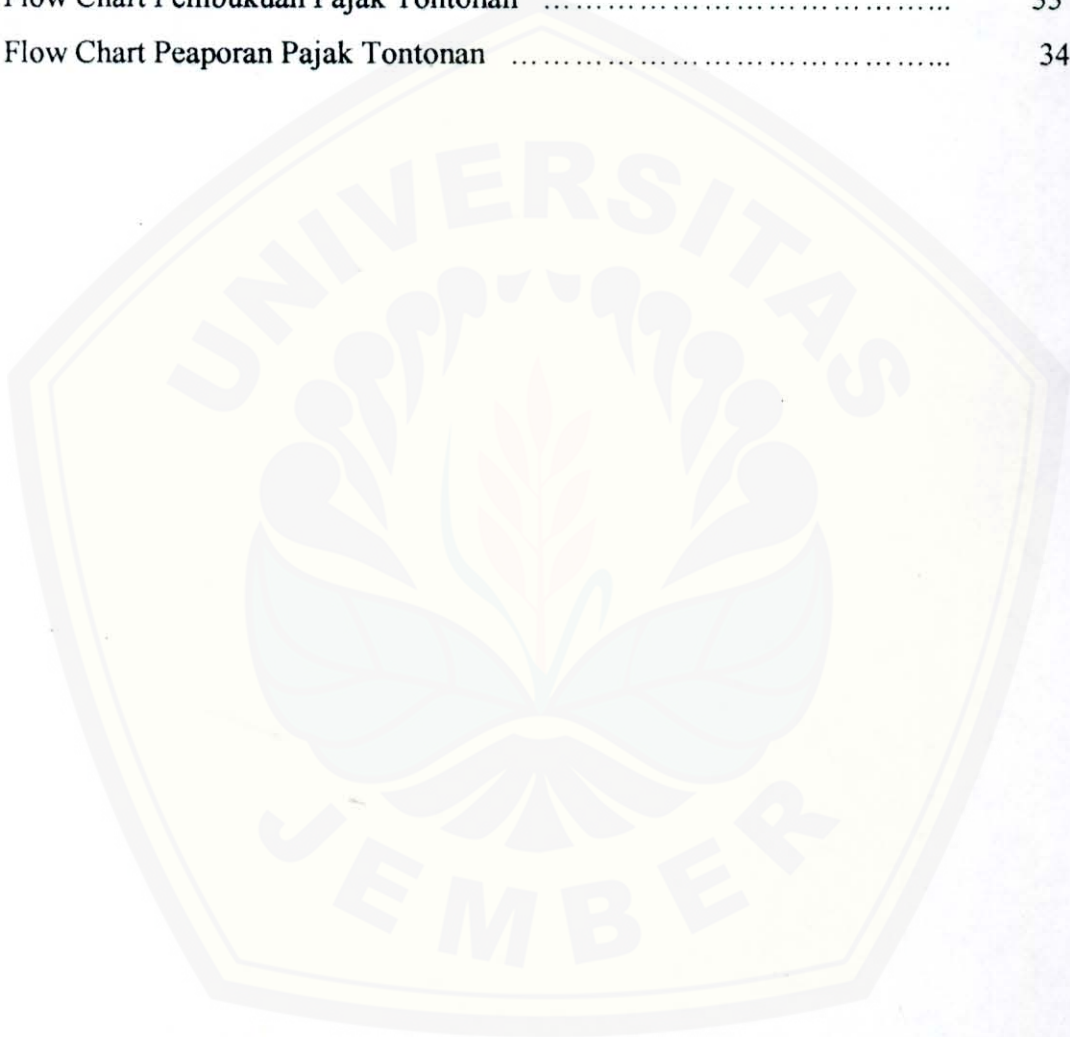 Flow Chart Pembukuan Pajak Tontonan ……………………………………... 33
Flow Chart Peaporan Pajak Tontonan ……………………………………... 34
UNIVERSITAS
JEMBER